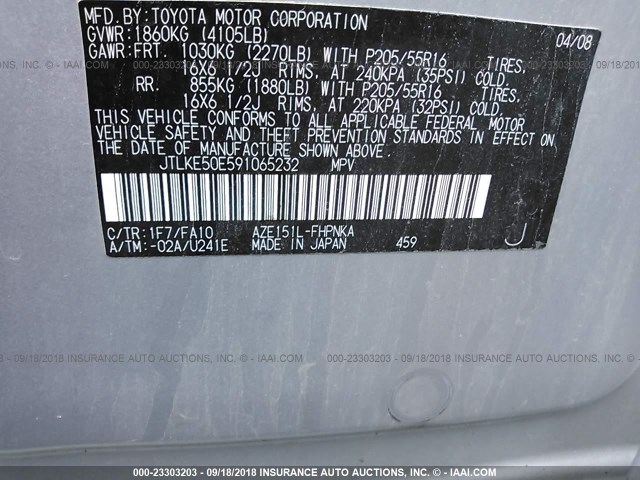 MFD. BY: TOYOTA MOTOR CORPORATION 04/08
GVWR: 1860KG (4105LB)
GAWR: FRT. 1030KG (2270LB) WITH P205/55R16 TIRES,
16X6 1/2J RIMS, AT 240KPA (35PSI) COLD,
RR. 855KG (1880LB) WITH P205/55R16 TIRES,
16X6 1/2J RIMS, AT 220KPA (32PSI) COLD.
THIS VEHICLE CONFORMS TO ALL APPLICABLE FEDERAL MOTOR
VEHICLE SAFETY AND THEFT PREVENTION STANDARDS IN EFFECT ON
THE DATE OF MANUFACTURE SHOWN ABOVE.
JTLKE50E591065232 MPV
C/TR: 1F7/FA10 AZE151L-FHPNKA
A/TM: -02A/U241E MADE IN JAPAN 459 J
000-23303203 - 09/18/2018 INSURANCE AUTO AUCTIONS, INC. © - IAAI.COM